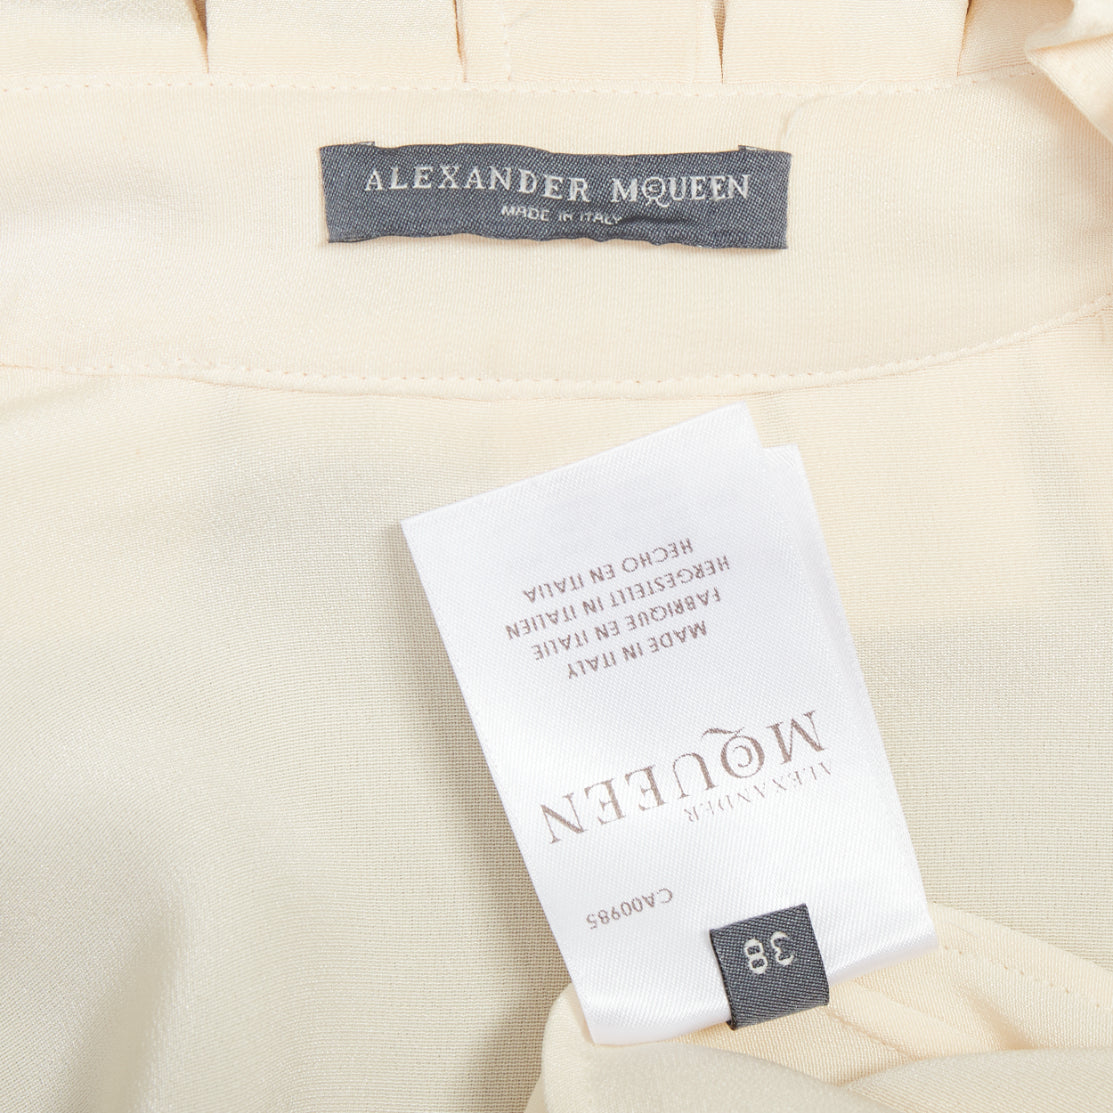 ALEXANDER MCQUEEN
MADE IN ITALY
38
CA00985
ALEXANDER
MCQUEEN
MADE IN ITALY
FABRIQUE EN ITALIE
HERGESTELLT IN ITALIEN
HECHO EN ITALIA